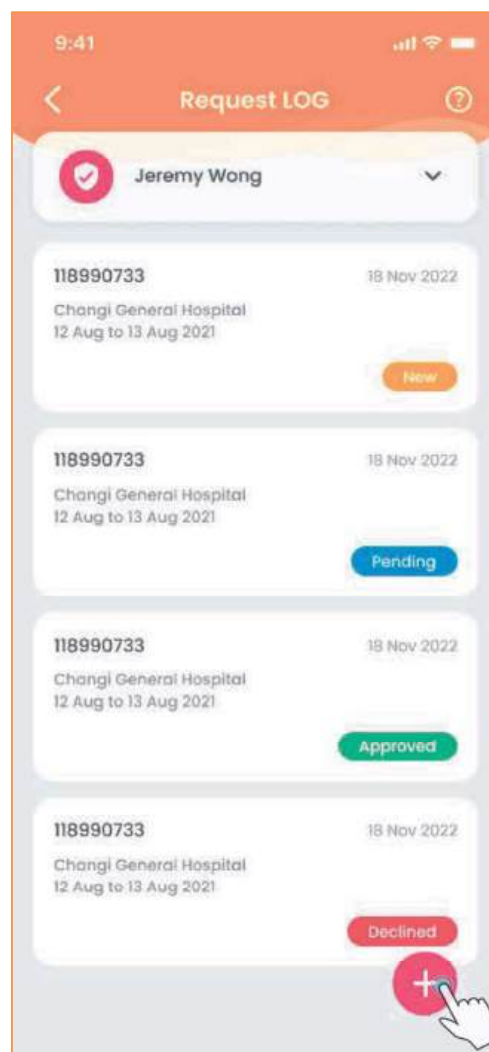 9:41
Request LOG
Jeremy Wong
118990733 18 Nov 2022
Changi General Hospital
12 Aug to 13 Aug 2021
New
118990733 18 Nov 2022
Changi General Hospital
12 Aug to 13 Aug 2021
Pending
118990733 18 Nov 2022
Changi General Hospital
12 Aug to 13 Aug 2021
Approved
118990733 18 Nov 2022
Changi General Hospital
12 Aug to 13 Aug 2021
Declined